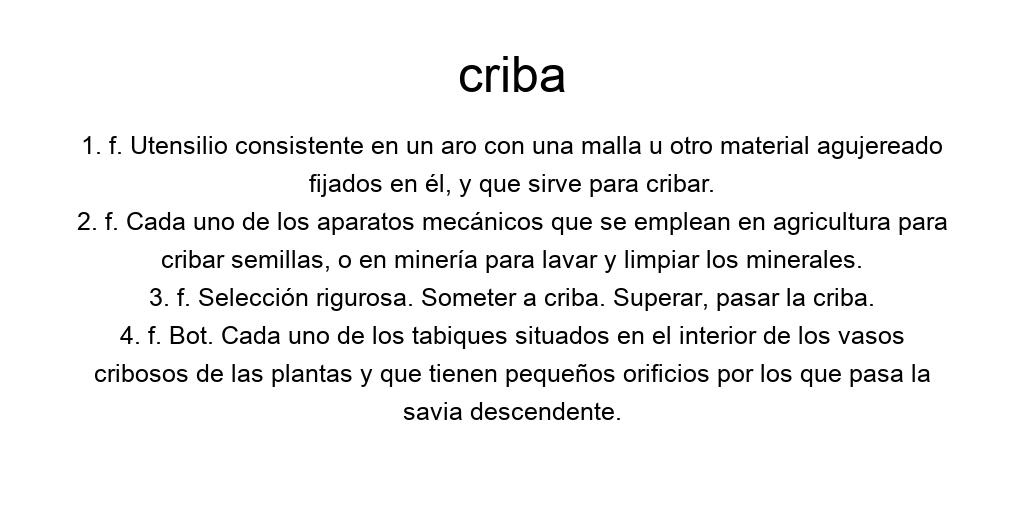 criba
1. f. Utensilio consistente en un aro con una malla u otro material agujereado
fijados en él, y que sirve para cribar.
2. f. Cada uno de los aparatos mecánicos que se emplean en agricultura para
cribar semillas, o en minería para lavar y limpiar los minerales.
3. f. Selección rigurosa. Someter a criba. Superar, pasar la criba.
4. f. Bot. Cada uno de los tabiques situados en el interior de los vasos
cribosos de las plantas y que tienen pequeños orificios por los que pasa la
savia descendente.